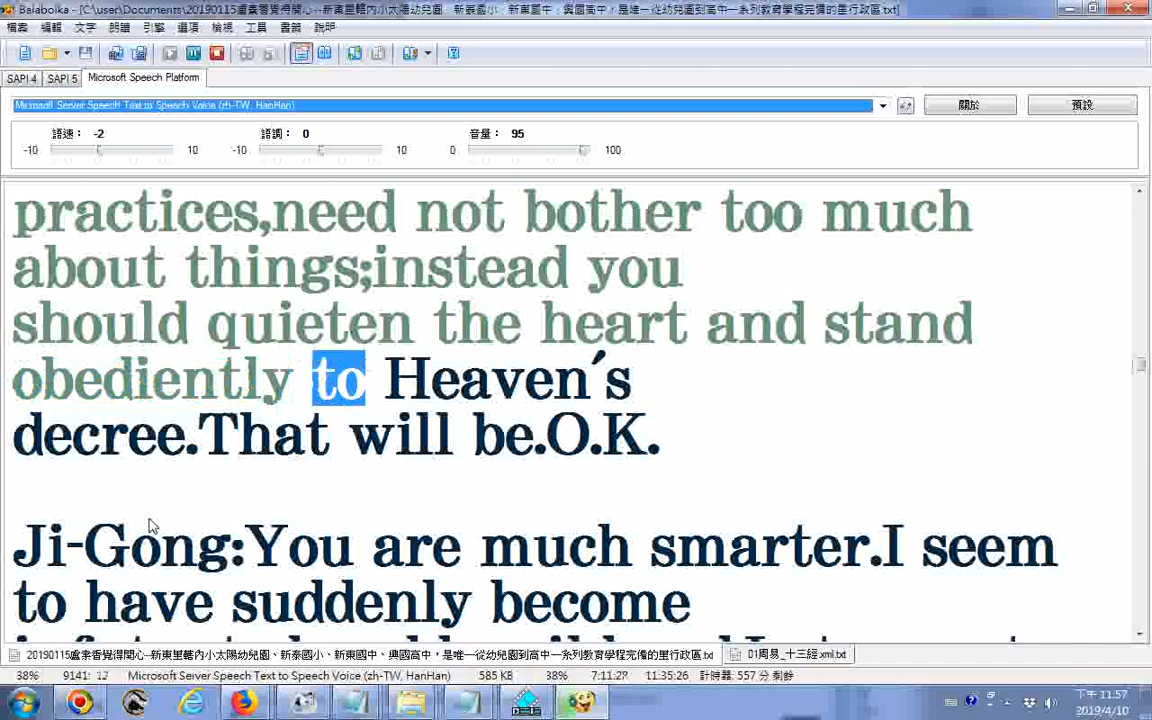 Balabolka - [C:\user\Documents\20190115盧素香覺得開心--新東里轄內小太陽幼兒園、新泰國小、新東國中、興國高中，是唯一從幼兒園到高中一系列教育學程完備的里行政區.txt]
檔案 編輯 文字 朗讀 引擎 選項 檢視 工具 書籤 說明
SAPI 4 SAPI 5 Microsoft Speech Platform
Microsoft Server Speech Text to Speech Voice (zh-TW, HanHan) 關於 預設
語速： -2 語調： 0 音量： 95
-10 10 -10 10 0 100
practices,need not bother too much
about things;instead you
should quieten the heart and stand
obediently to Heaven´s
decree.That will be.O.K.
Ji-Gong:You are much smarter.I seem
to have suddenly become
20190115盧素香覺得開心--新東里轄內小太陽幼兒園、新泰國小、新東國中、興國高中，是唯一從幼兒園到高中一系列教育學程完備的里行政區.txt 01周易_十三經.xml.txt
38% 9141: 12 Microsoft Server Speech Text to Speech Voice (zh-TW, HanHan) 585 KB 38% 7:11:28 11:35:26 計時器： 557 分 剩餘
下午 11:57
2019/4/10